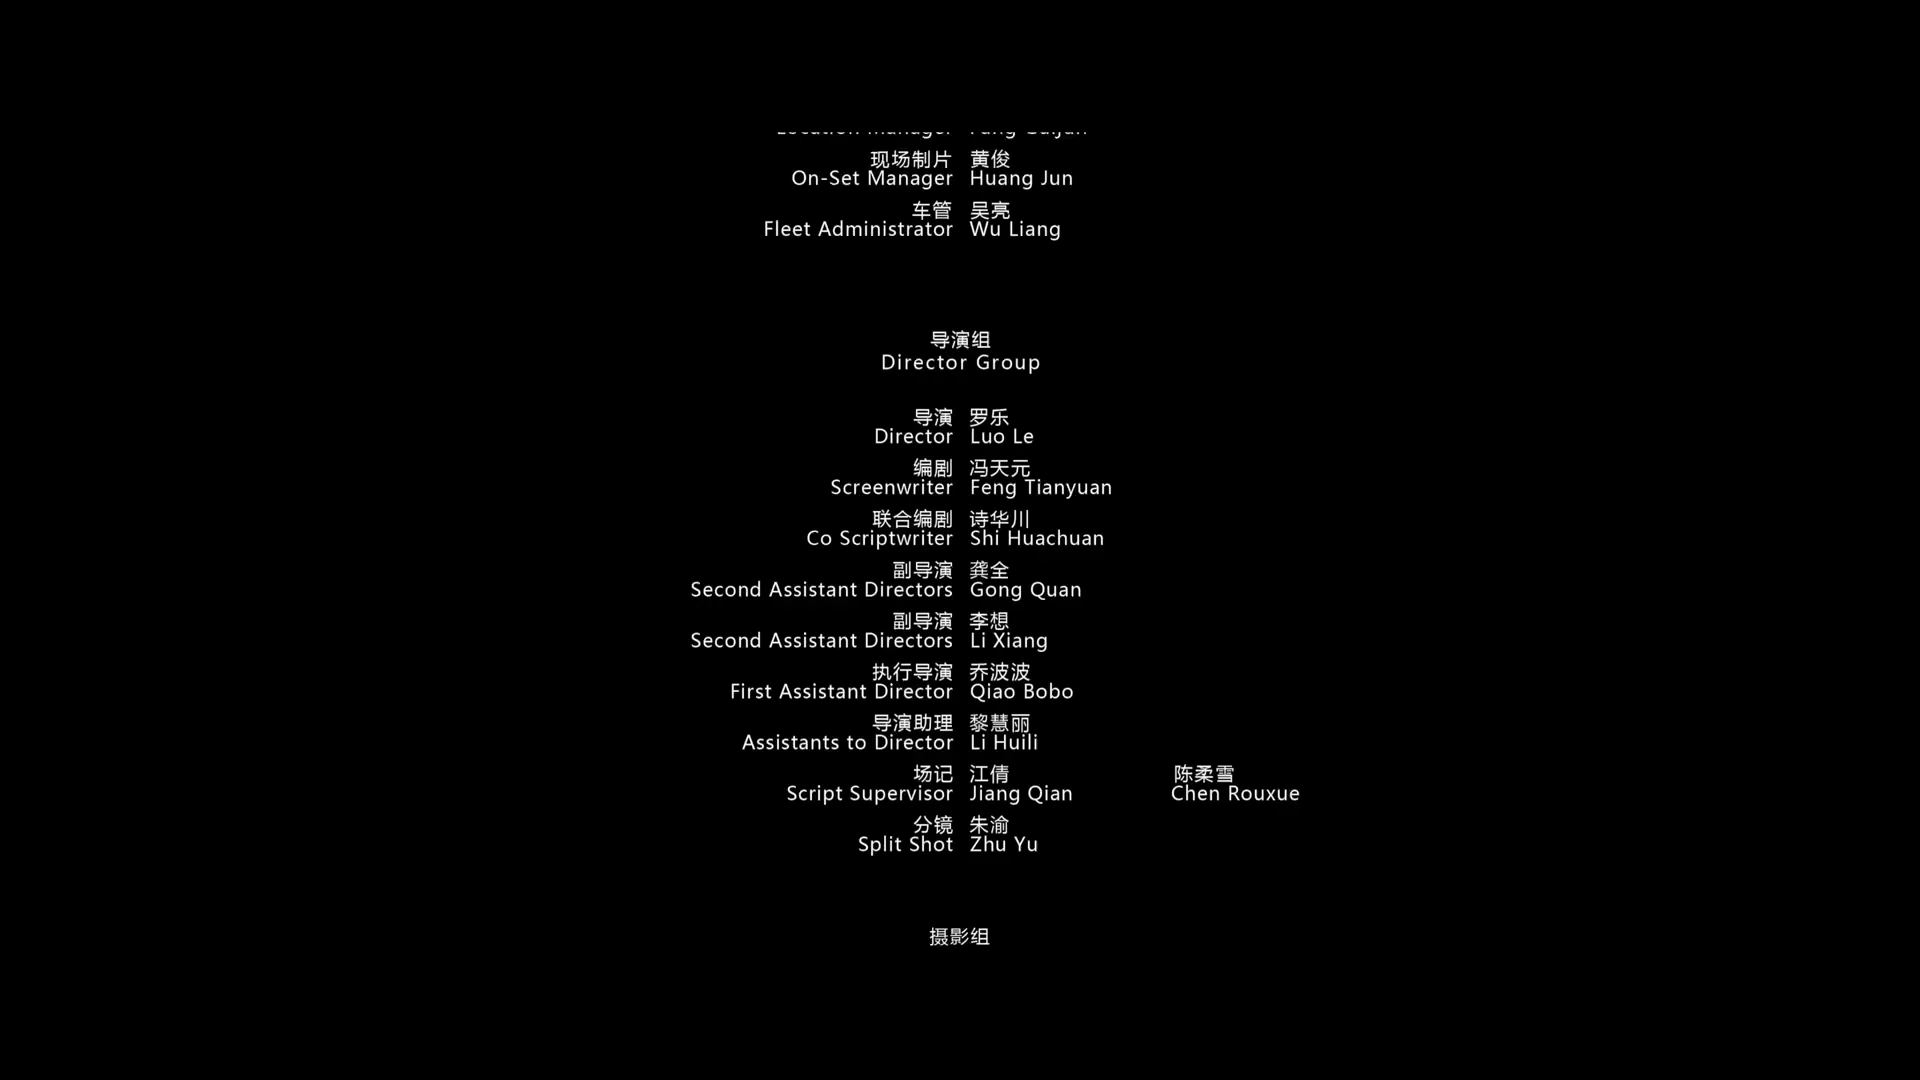 现场制片 黄俊
On-Set Manager Huang Jun
车管 吴亮
Fleet Administrator Wu Liang
导演组
Director Group
导演 罗乐
Director Luo Le
编剧 冯天元
Screenwriter Feng Tianyuan
联合编剧 诗华川
Co Scriptwriter Shi Huachuan
副导演 龚全
Second Assistant Directors Gong Quan
副导演 李想
Second Assistant Directors Li Xiang
执行导演 乔波波
First Assistant Director Qiao Bobo
导演助理 黎慧丽
Assistants to Director Li Huili
场记 江倩 陈柔雪
Script Supervisor Jiang Qian Chen Rouxue
分镜 朱渝
Split Shot Zhu Yu
摄影组